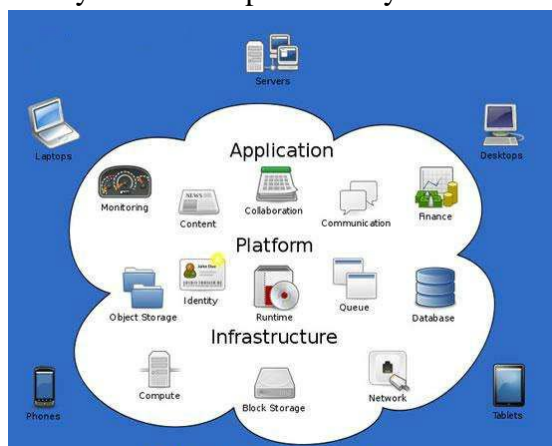 Servers
Laptops
Desktops
Application
Monitoring
NEWS
Content
Collaboration
Communication
Finance
Platform
Object Storage
Identity
Runtime
Queue
Database
Infrastructure
Compute
Block Storage
Network
Phones
Tablets